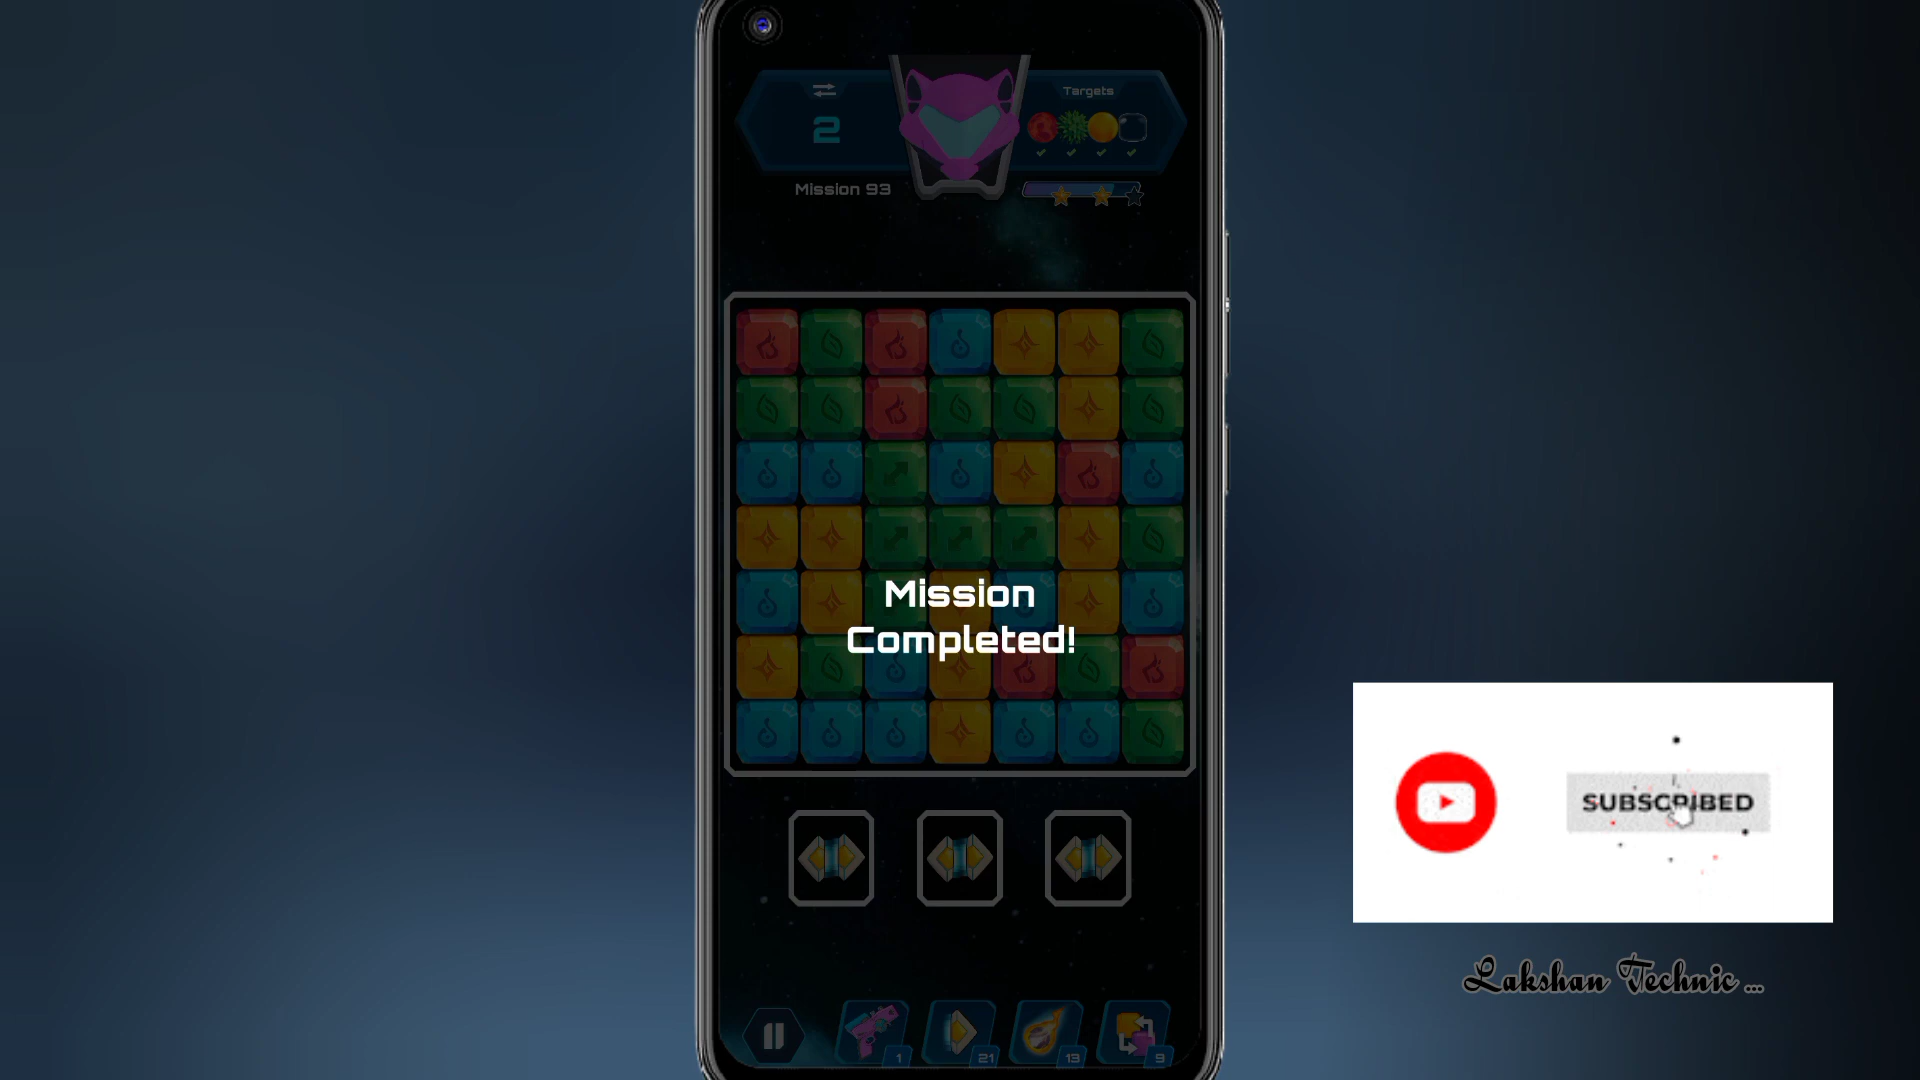 Targets
2
Mission 93
Mission
Completed!
SUBSCRIBED
Lakshan Technic ...
1
21
13
9